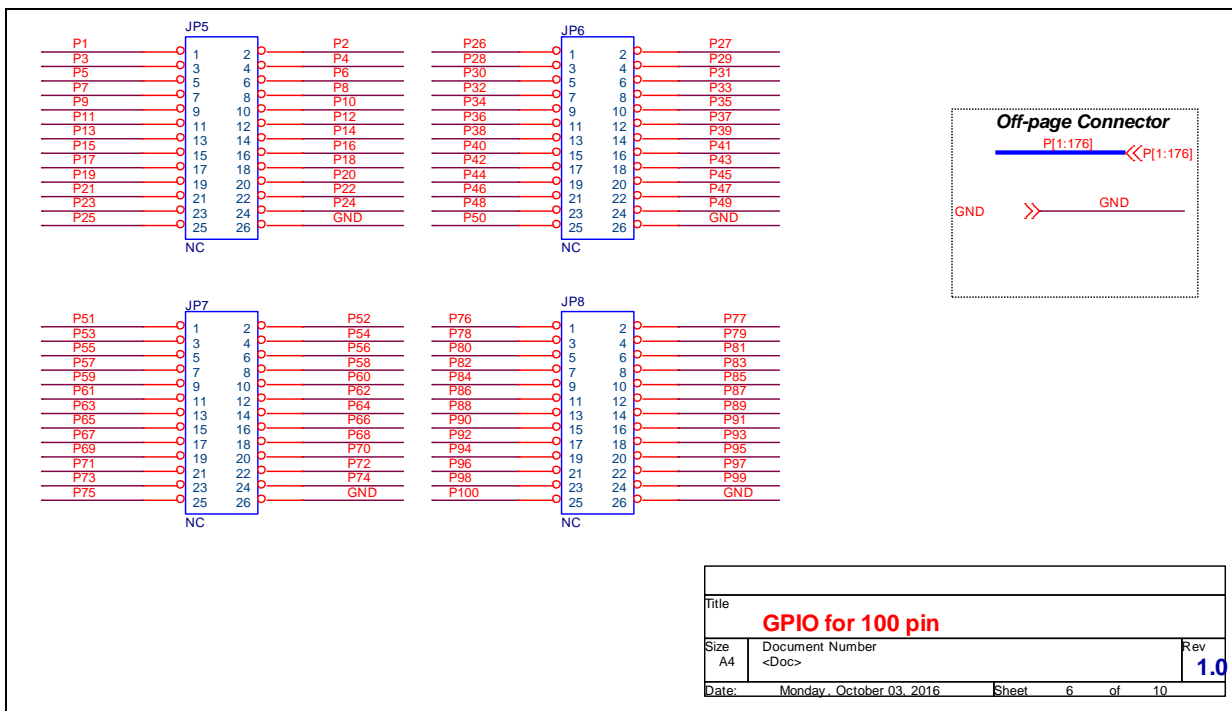 JP5
P1 1 2 P2
P3 3 4 P4
P5 5 6 P6
P7 7 8 P8
P9 9 10 P10
P11 11 12 P12
P13 13 14 P14
P15 15 16 P16
P17 17 18 P18
P19 19 20 P20
P21 21 22 P22
P23 23 24 P24
P25 25 26 GND
NC
JP6
P26 1 2 P27
P28 3 4 P29
P30 5 6 P31
P32 7 8 P33
P34 9 10 P35
P36 11 12 P37
P38 13 14 P39
P40 15 16 P41
P42 17 18 P43
P44 19 20 P45
P46 21 22 P47
P48 23 24 P49
P50 25 26 GND
NC
Off-page Connector
P[1:176] P[1:176]
GND GND
JP7
P51 1 2 P52
P53 3 4 P54
P55 5 6 P56
P57 7 8 P58
P59 9 10 P60
P61 11 12 P62
P63 13 14 P64
P65 15 16 P66
P67 17 18 P68
P69 19 20 P70
P71 21 22 P72
P73 23 24 P74
P75 25 26 GND
NC
JP8
P76 1 2 P77
P78 3 4 P79
P80 5 6 P81
P82 7 8 P83
P84 9 10 P85
P86 11 12 P87
P88 13 14 P89
P90 15 16 P91
P92 17 18 P93
P94 19 20 P95
P96 21 22 P97
P98 23 24 P99
P100 25 26 GND
NC
Title
GPIO for 100 pin
Size Document Number Rev
A4 <Doc> 1.0
Date: Monday, October 03, 2016 Sheet 6 of 10